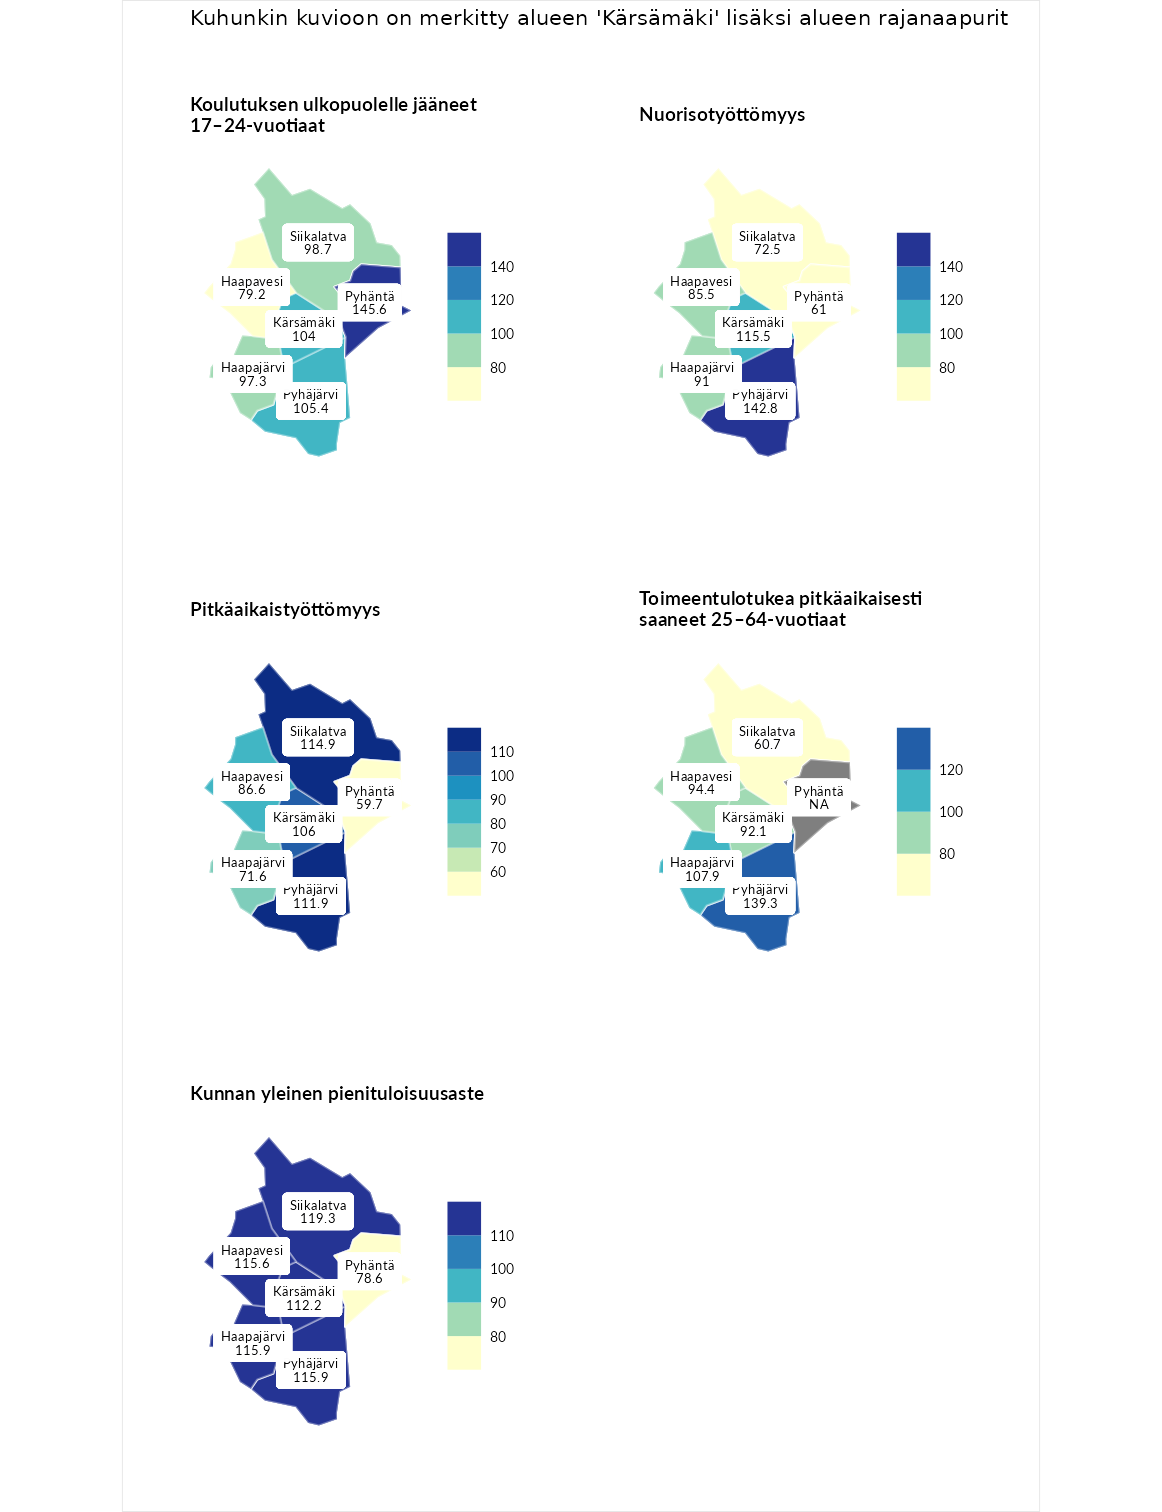 Kuhunkin kuvioon on merkitty alueen 'Kärsämäki' lisäksi alueen rajanaapurit
Koulutuksen ulkopuolelle jääneet
17–24-vuotiaat
Siikalatva
98.7
Haapavesi
79.2
Pyhäntä
145.6
Kärsämäki
104
Haapajärvi
97.3
Pyhäjärvi
105.4
140
120
100
80
Nuorisotyöttömyys
Siikalatva
72.5
Haapavesi
85.5
Pyhäntä
61
Kärsämäki
115.5
Haapajärvi
91
Pyhäjärvi
142.8
140
120
100
80
Pitkäaikaistyöttömyys
Siikalatva
114.9
Haapavesi
86.6
Pyhäntä
59.7
Kärsämäki
106
Haapajärvi
71.6
Pyhäjärvi
111.9
110
100
90
80
70
60
Toimeentulotukea pitkäaikaisesti
saaneet 25–64-vuotiaat
Siikalatva
60.7
Haapavesi
94.4
Pyhäntä
NA
Kärsämäki
92.1
Haapajärvi
107.9
Pyhäjärvi
139.3
120
100
80
Kunnan yleinen pienituloisuusaste
Siikalatva
119.3
Haapavesi
115.6
Pyhäntä
78.6
Kärsämäki
112.2
Haapajärvi
115.9
Pyhäjärvi
115.9
110
100
90
80